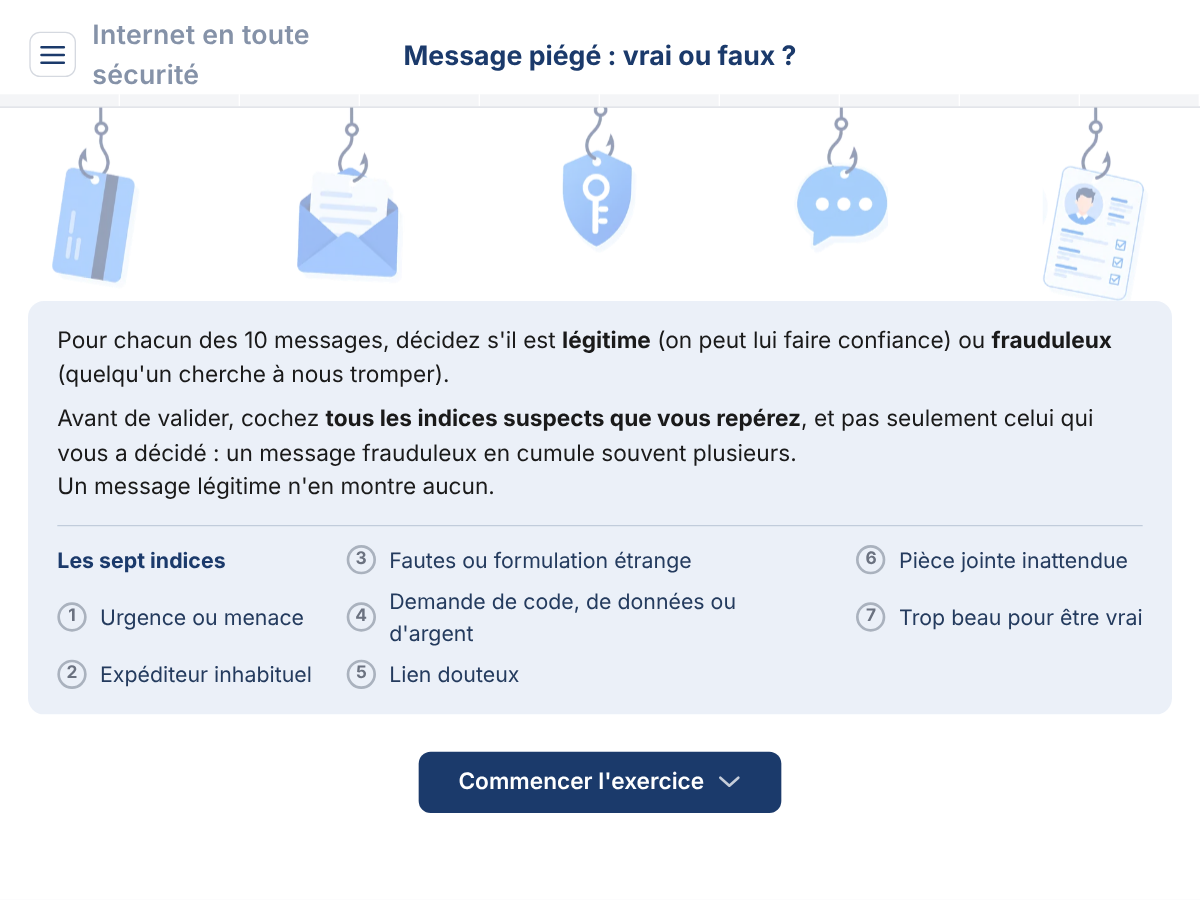 Internet en toute
sécurité
Message piégé : vrai ou faux ?
Pour chacun des 10 messages, décidez s'il est légitime (on peut lui faire confiance) ou frauduleux
(quelqu'un cherche à nous tromper).
Avant de valider, cochez tous les indices suspects que vous repérez, et pas seulement celui qui
vous a décidé : un message frauduleux en cumule souvent plusieurs.
Un message légitime n'en montre aucun.
Les sept indices
1 Urgence ou menace
2 Expéditeur inhabituel
3 Fautes ou formulation étrange
4 Demande de code, de données ou
d'argent
5 Lien douteux
6 Pièce jointe inattendue
7 Trop beau pour être vrai
Commencer l'exercice